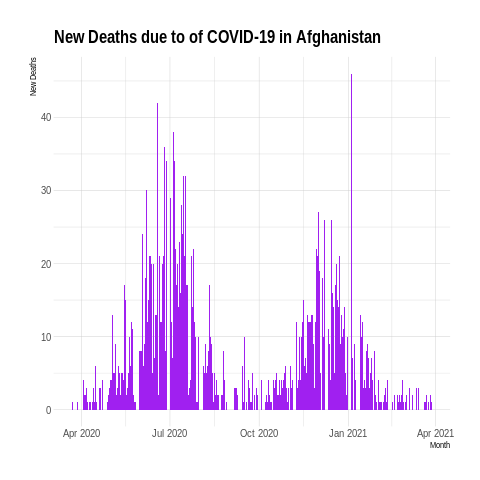 New Deaths due to of COVID-19 in Afghanistan
New Deaths
40
30
20
10
0
Apr 2020 Jul 2020 Oct 2020 Jan 2021 Apr 2021
Month